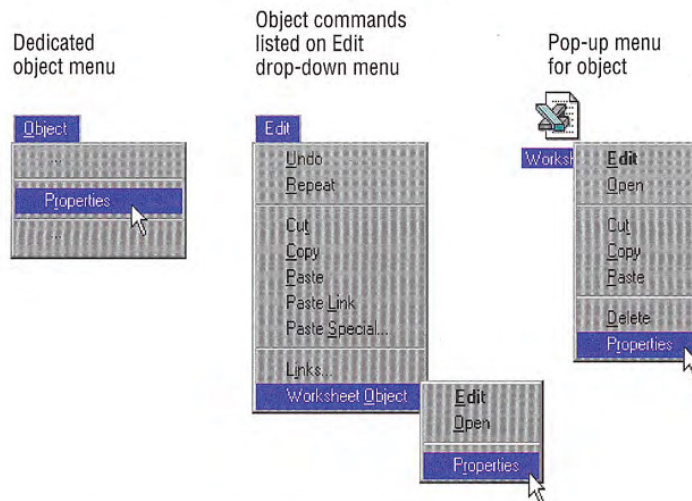 Dedicated
object menu
Object
...
Properties
...
Object commands
listed on Edit
drop-down menu
Edit
Undo
Repeat
Cut
Copy
Paste
Paste Link
Paste Special...
Links...
Worksheet Object
Edit
Open
Properties
Pop-up menu
for object
Edit
Open
Cut
Copy
Paste
Delete
Properties